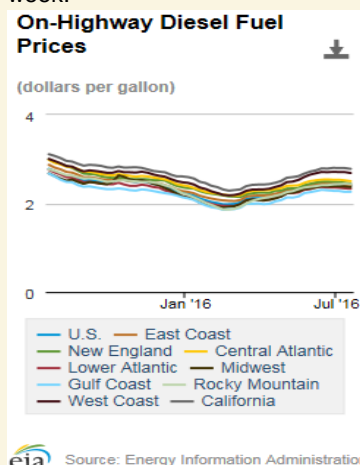 week.
On-Highway Diesel Fuel
Prices
(dollars per gallon)
4
2
0
Jan '16
Jul '16
U.S. East Coast
New England Central Atlantic
Lower Atlantic Midwest
Gulf Coast Rocky Mountain
West Coast California
eia Source: Energy Information Administration